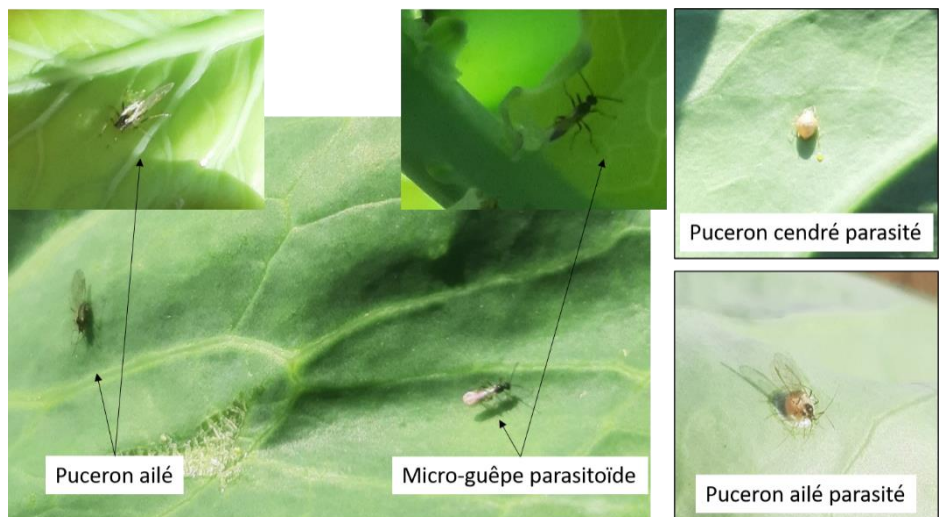 Puceron ailé
Micro-guêpe parasitoïde
Puceron cendré parasité
Puceron ailé parasité